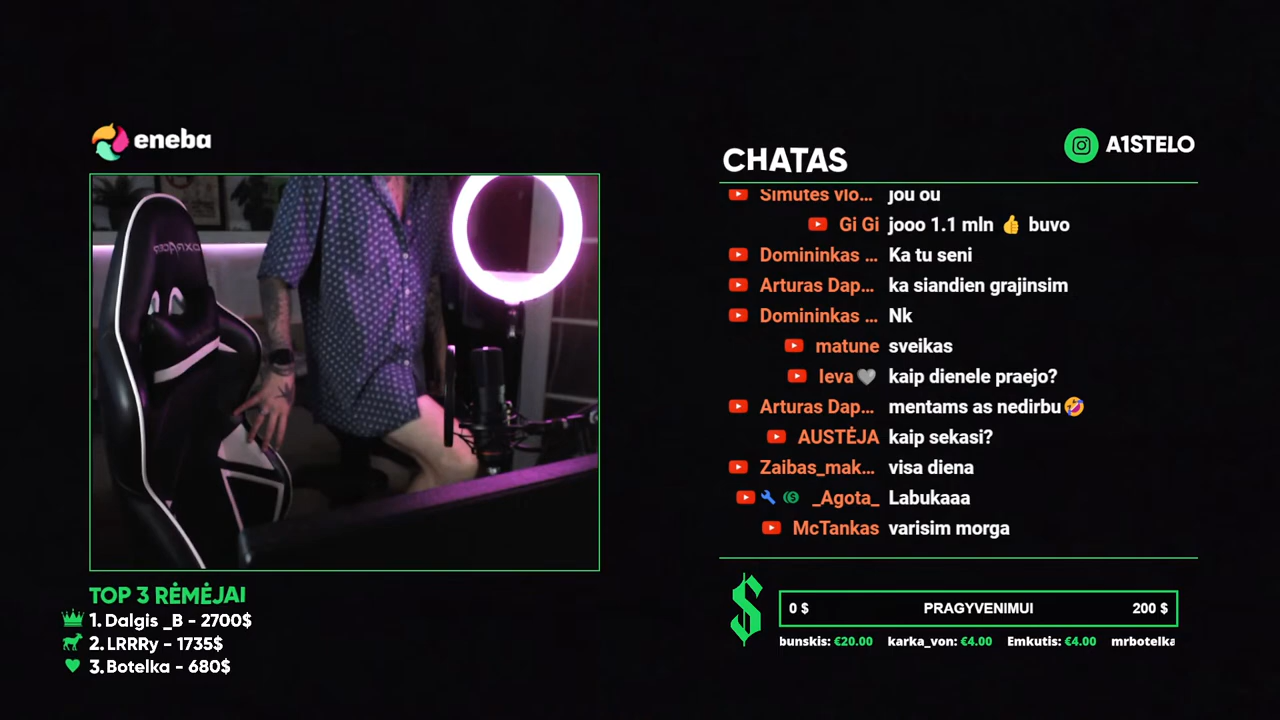 eneba
CHATAS
A1STELO
Simutes vlo... jou ou
Gi Gi jooo 1.1 mln 👍 buvo
Domininkas ... Ka tu seni
Arturas Dap... ka siandien grajinsim
Domininkas ... Nk
matune sveikas
Ieva🩶 kaip dienele praejo?
Arturas Dap... mentams as nedirbu🤣
AUSTĖJA kaip sekasi?
Zaibas_mak... visa diena
_Agota_ Labukaaa
McTankas varisim morga
TOP 3 RĖMĖJAI
1. Dalgis _B - 2700$
2. LRRRy - 1735$
3. Botelka - 680$
$
0 $ PRAGYVENIMUI 200 $
bunskis: €20.00 karka_von: €4.00 Emkutis: €4.00 mrbotelka